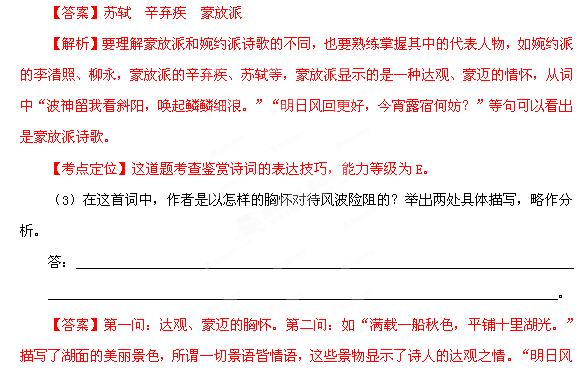 【答案】苏轼　辛弃疾　豪放派
【解析】要理解豪放派和婉约派诗歌的不同，也要熟练掌握其中的代表人物，如婉约派
的李清照、柳永，豪放派的辛弃疾、苏轼等，豪放派显示的是一种达观、豪迈的情怀，从词
中“波神留我看斜阳，唤起鳞鳞细浪。”“明日风回更好，今宵露宿何妨？”等句可以看出
是豪放派诗歌。
【考点定位】这道题考查鉴赏诗词的表达技巧，能力等级为 E。
（3）在这首词中，作者是以怎样的胸怀对待风波险阻的？举出两处具体描写，略作分
析。
答：
。
【答案】第一问：达观、豪迈的胸怀。第二问：如“满载一船秋色，平铺十里湖光。”
描写了湖面的美丽景色，所谓一切景语皆情语，这些景物显示了诗人的达观之情。“明日风